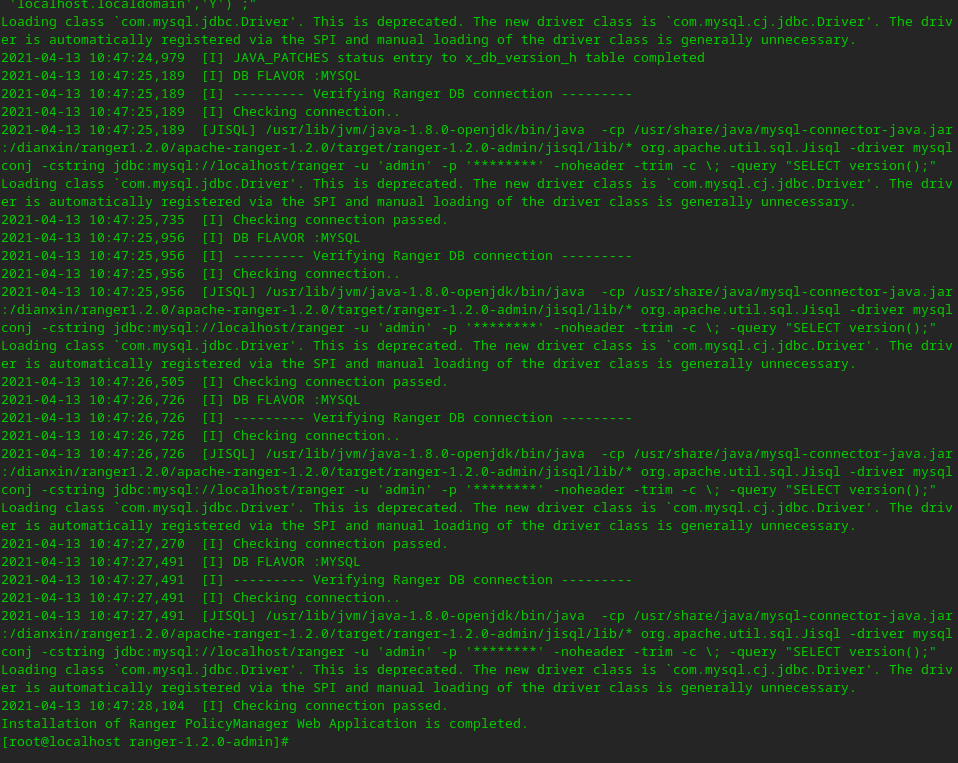 'localhost.localdomain','Y') ;"
Loading class `com.mysql.jdbc.Driver'. This is deprecated. The new driver class is `com.mysql.cj.jdbc.Driver'. The driv
er is automatically registered via the SPI and manual loading of the driver class is generally unnecessary.
2021-04-13 10:47:24,979  [I] JAVA_PATCHES status entry to x_db_version_h table completed
2021-04-13 10:47:25,189  [I] DB FLAVOR :MYSQL
2021-04-13 10:47:25,189  [I] --------- Verifying Ranger DB connection ---------
2021-04-13 10:47:25,189  [I] Checking connection..
2021-04-13 10:47:25,189  [JISQL] /usr/lib/jvm/java-1.8.0-openjdk/bin/java  -cp /usr/share/java/mysql-connector-java.jar
:/dianxin/ranger1.2.0/apache-ranger-1.2.0/target/ranger-1.2.0-admin/jisql/lib/* org.apache.util.sql.Jisql -driver mysql
conj -cstring jdbc:mysql://localhost/ranger -u 'admin' -p '********' -noheader -trim -c \; -query "SELECT version();"
Loading class `com.mysql.jdbc.Driver'. This is deprecated. The new driver class is `com.mysql.cj.jdbc.Driver'. The driv
er is automatically registered via the SPI and manual loading of the driver class is generally unnecessary.
2021-04-13 10:47:25,735  [I] Checking connection passed.
2021-04-13 10:47:25,956  [I] DB FLAVOR :MYSQL
2021-04-13 10:47:25,956  [I] --------- Verifying Ranger DB connection ---------
2021-04-13 10:47:25,956  [I] Checking connection..
2021-04-13 10:47:25,956  [JISQL] /usr/lib/jvm/java-1.8.0-openjdk/bin/java  -cp /usr/share/java/mysql-connector-java.jar
:/dianxin/ranger1.2.0/apache-ranger-1.2.0/target/ranger-1.2.0-admin/jisql/lib/* org.apache.util.sql.Jisql -driver mysql
conj -cstring jdbc:mysql://localhost/ranger -u 'admin' -p '********' -noheader -trim -c \; -query "SELECT version();"
Loading class `com.mysql.jdbc.Driver'. This is deprecated. The new driver class is `com.mysql.cj.jdbc.Driver'. The driv
er is automatically registered via the SPI and manual loading of the driver class is generally unnecessary.
2021-04-13 10:47:26,505  [I] Checking connection passed.
2021-04-13 10:47:26,726  [I] DB FLAVOR :MYSQL
2021-04-13 10:47:26,726  [I] --------- Verifying Ranger DB connection ---------
2021-04-13 10:47:26,726  [I] Checking connection..
2021-04-13 10:47:26,726  [JISQL] /usr/lib/jvm/java-1.8.0-openjdk/bin/java  -cp /usr/share/java/mysql-connector-java.jar
:/dianxin/ranger1.2.0/apache-ranger-1.2.0/target/ranger-1.2.0-admin/jisql/lib/* org.apache.util.sql.Jisql -driver mysql
conj -cstring jdbc:mysql://localhost/ranger -u 'admin' -p '********' -noheader -trim -c \; -query "SELECT version();"
Loading class `com.mysql.jdbc.Driver'. This is deprecated. The new driver class is `com.mysql.cj.jdbc.Driver'. The driv
er is automatically registered via the SPI and manual loading of the driver class is generally unnecessary.
2021-04-13 10:47:27,270  [I] Checking connection passed.
2021-04-13 10:47:27,491  [I] DB FLAVOR :MYSQL
2021-04-13 10:47:27,491  [I] --------- Verifying Ranger DB connection ---------
2021-04-13 10:47:27,491  [I] Checking connection..
2021-04-13 10:47:27,491  [JISQL] /usr/lib/jvm/java-1.8.0-openjdk/bin/java  -cp /usr/share/java/mysql-connector-java.jar
:/dianxin/ranger1.2.0/apache-ranger-1.2.0/target/ranger-1.2.0-admin/jisql/lib/* org.apache.util.sql.Jisql -driver mysql
conj -cstring jdbc:mysql://localhost/ranger -u 'admin' -p '********' -noheader -trim -c \; -query "SELECT version();"
Loading class `com.mysql.jdbc.Driver'. This is deprecated. The new driver class is `com.mysql.cj.jdbc.Driver'. The driv
er is automatically registered via the SPI and manual loading of the driver class is generally unnecessary.
2021-04-13 10:47:28,104  [I] Checking connection passed.
Installation of Ranger PolicyManager Web Application is completed.
[root@localhost ranger-1.2.0-admin]#